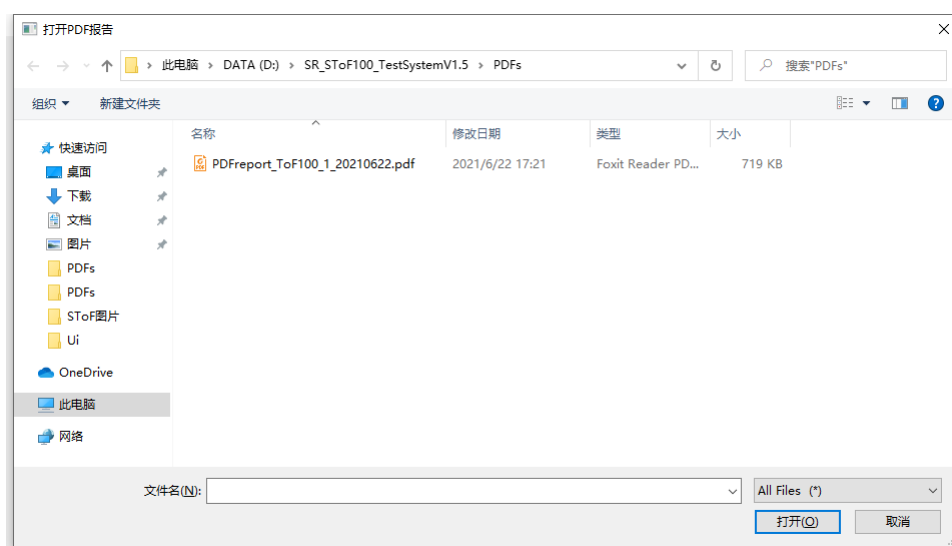 打开PDF报告
此电脑 › DATA (D:) › SR_SToF100_TestSystemV1.5 › PDFs
搜索"PDFs"
组织 新建文件夹
名称 修改日期 类型 大小
快速访问
PDFreport_ToF100_1_20210622.pdf 2021/6/22 17:21 Foxit Reader PD... 719 KB
桌面
下载
文档
图片
PDFs
PDFs
SToF图片
Ui
OneDrive
此电脑
网络
文件名(N):
All Files (*)
打开(O) 取消